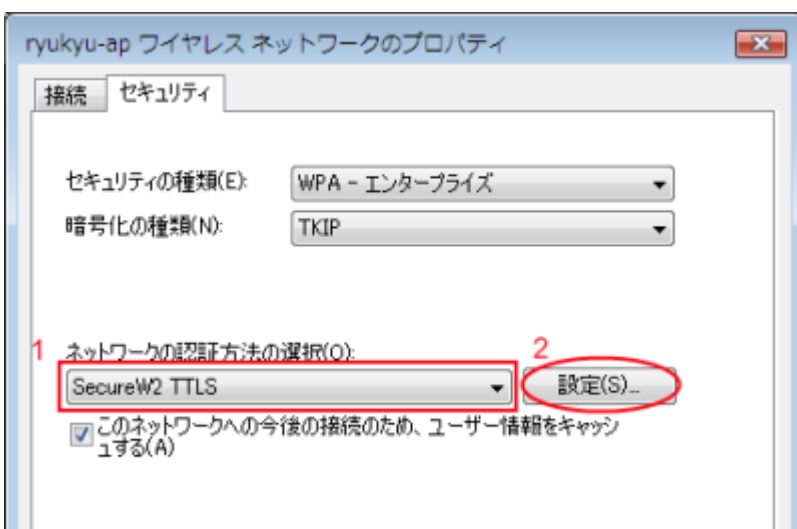 ryukyu-ap ワイヤレス ネットワークのプロパティ
接続 セキュリティ
セキュリティの種類(E): WPA - エンタープライズ
暗号化の種類(N): TKIP
1 ネットワークの認証方法の選択(O): 2
SecureW2 TTLS 設定(S)...
このネットワークへの今後の接続のため、ユーザー情報をキャッシ
ュする(A)